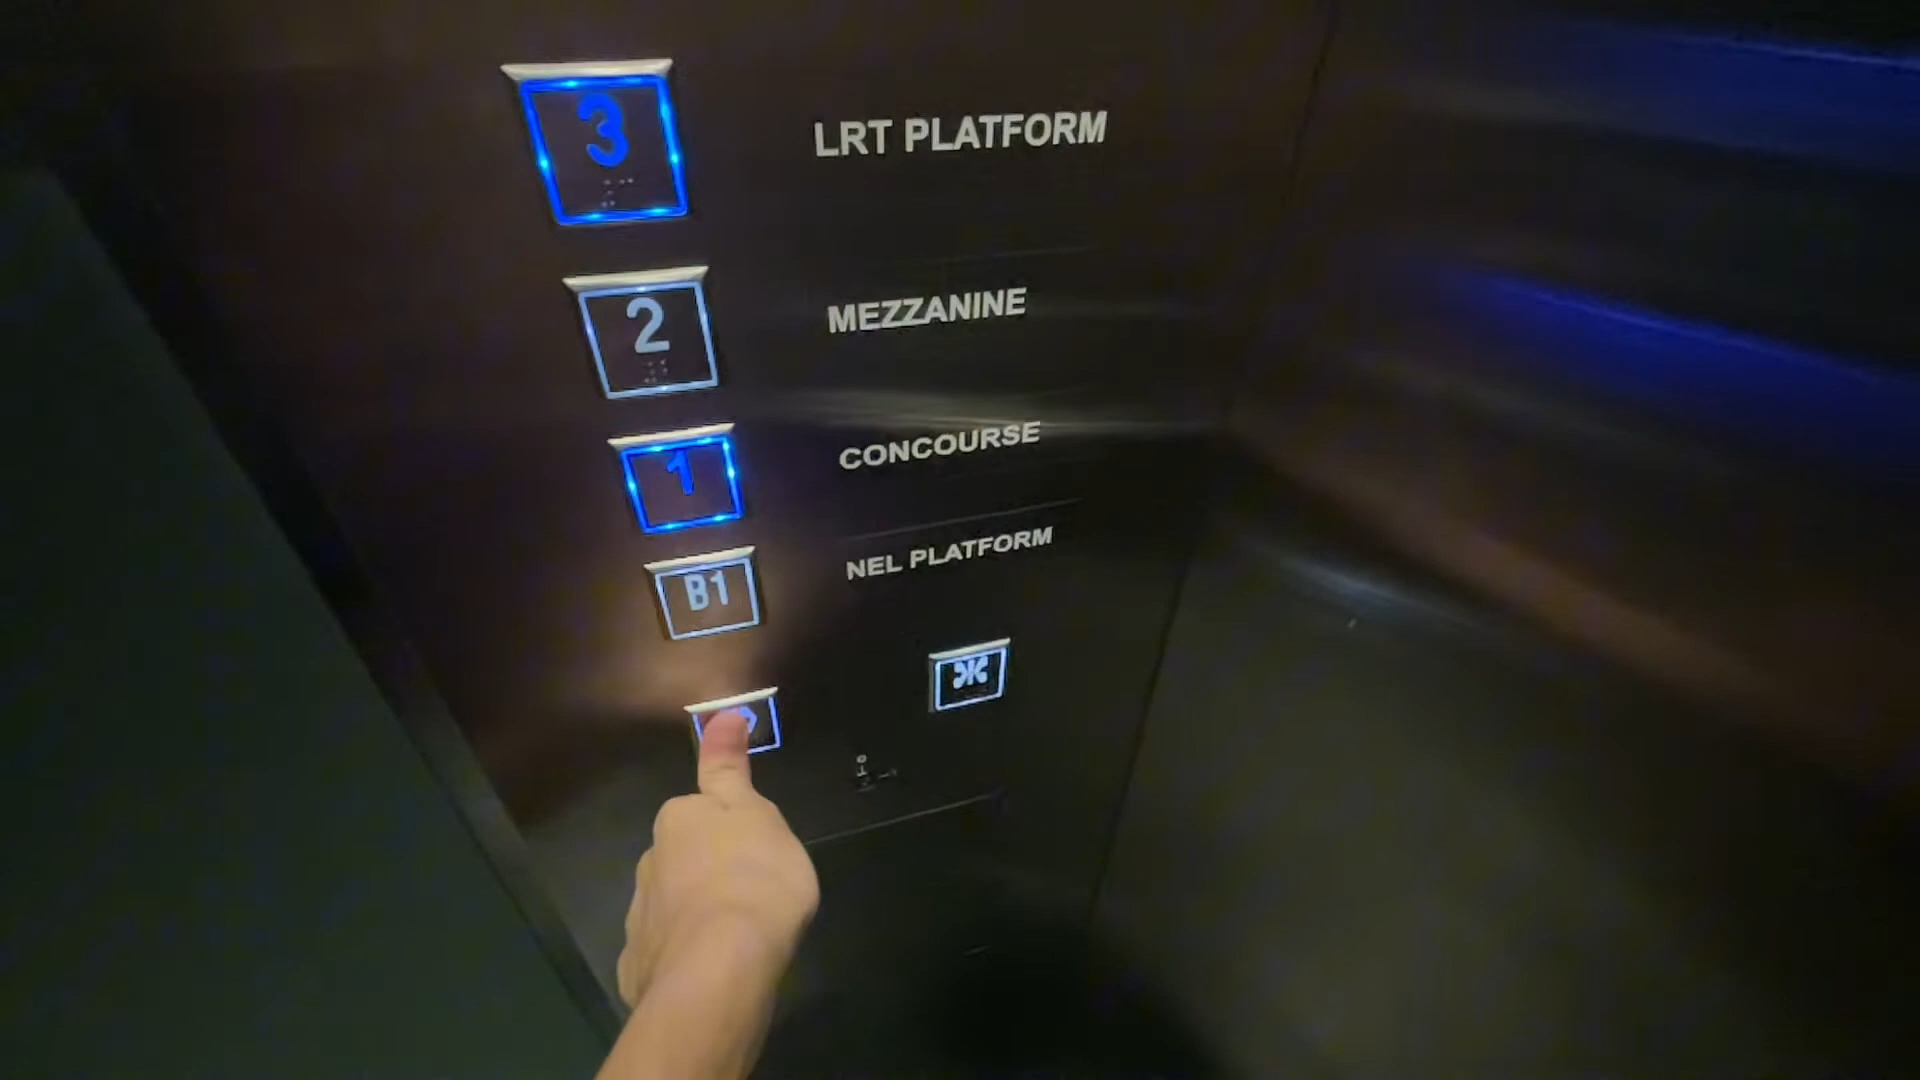 3 LRT PLATFORM
2 MEZZANINE
1 CONCOURSE
B1 NEL PLATFORM